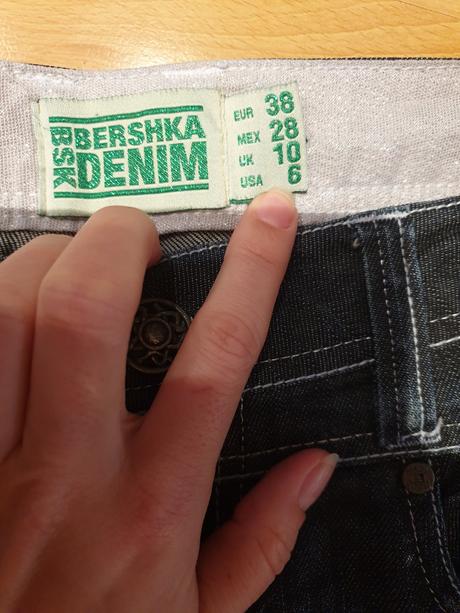 BSK
BERSHKA
DENIM
EUR 38
MEX 28
UK 10
USA 6